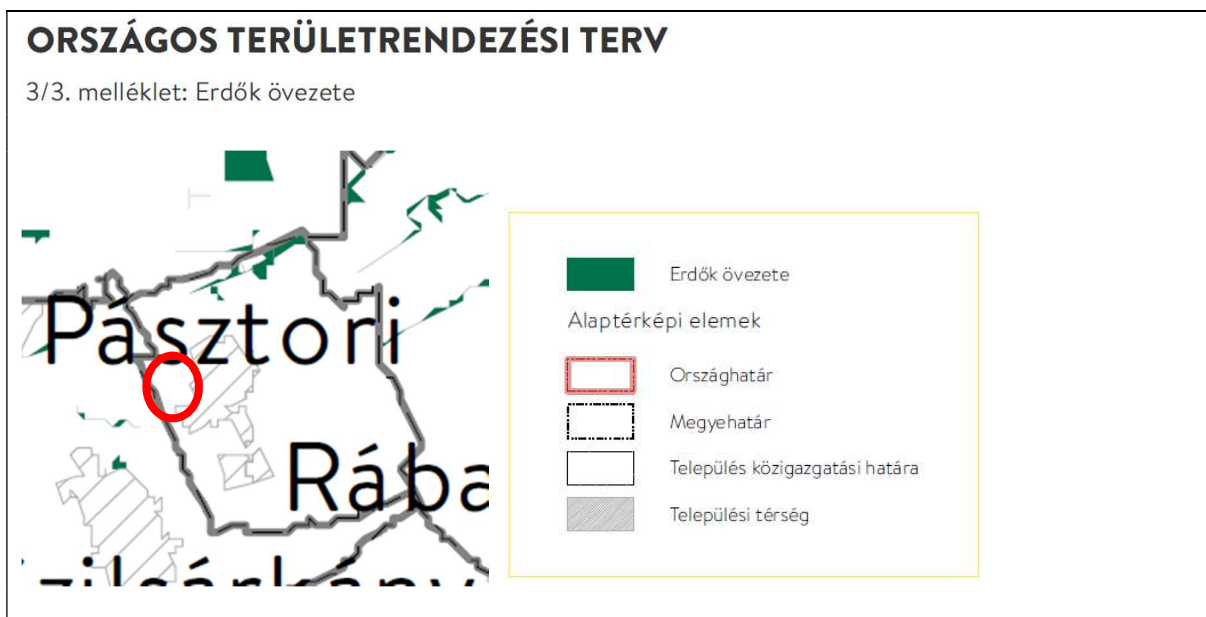 ORSZÁGOS TERÜLETRENDEZÉSI TERV
3/3. melléklet: Erdők övezete
Pásztori
Rába
Erdők övezete
Alaptérképi elemek
Országhatár
Megyehatár
Település közigazgatási határa
Települési térség